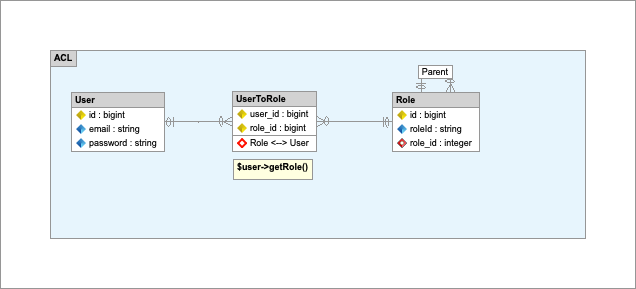 ACL
Parent
User
id : bigint
email : string
password : string
UserToRole
user_id : bigint
role_id : bigint
Role <--> User
$user->getRole()
Role
id : bigint
roleId : string
role_id : integer